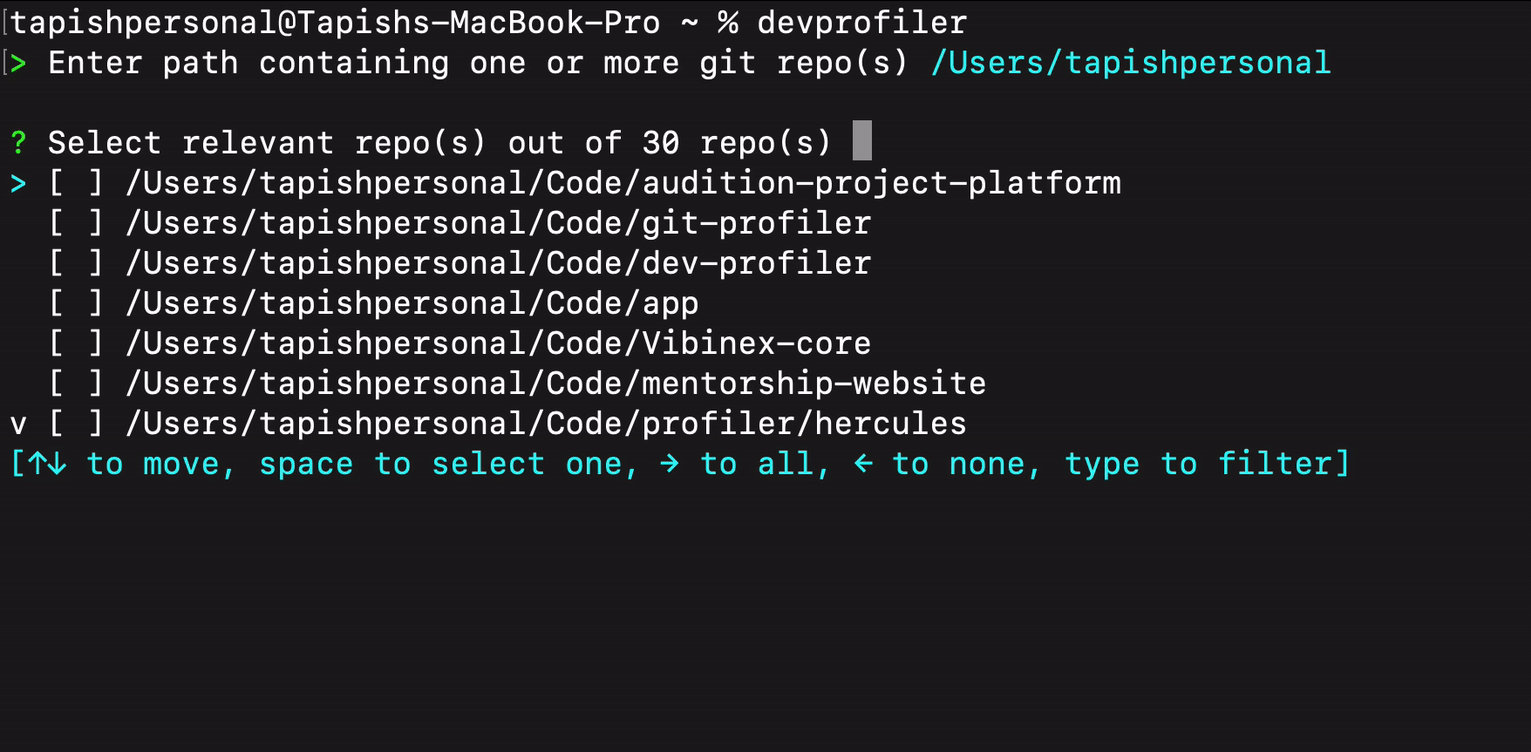 [tapishpersonal@Tapishs-MacBook-Pro ~ % devprofiler
[> Enter path containing one or more git repo(s) /Users/tapishpersonal
? Select relevant repo(s) out of 30 repo(s)
> [ ] /Users/tapishpersonal/Code/audition-project-platform
[ ] /Users/tapishpersonal/Code/git-profiler
[ ] /Users/tapishpersonal/Code/dev-profiler
[ ] /Users/tapishpersonal/Code/app
[ ] /Users/tapishpersonal/Code/Vibinex-core
[ ] /Users/tapishpersonal/Code/mentorship-website
v [ ] /Users/tapishpersonal/Code/profiler/hercules
[↑↓ to move, space to select one, → to all, ← to none, type to filter]